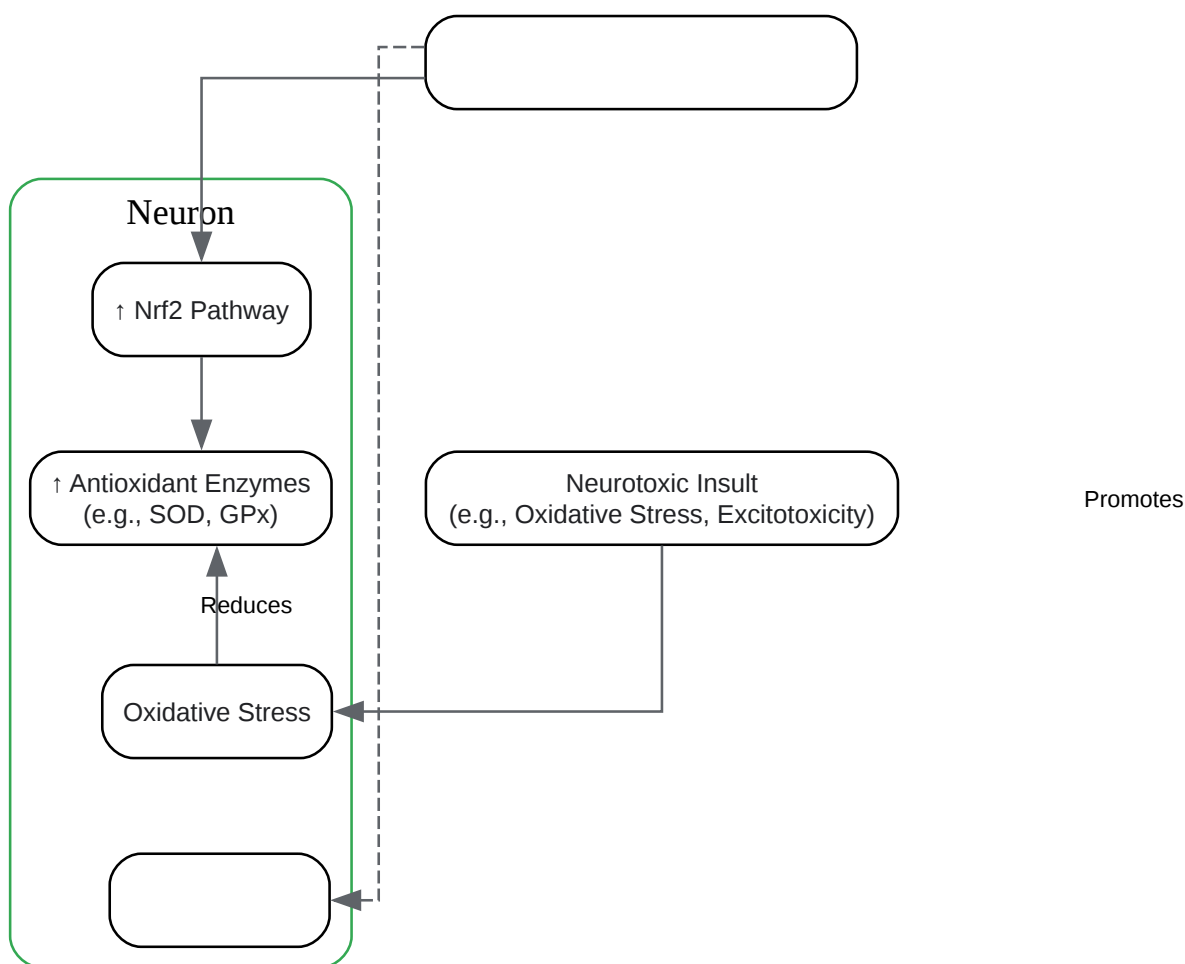 Neuron
↑ Nrf2 Pathway
↑ Antioxidant Enzymes
(e.g., SOD, GPx)
Neurotoxic Insult
(e.g., Oxidative Stress, Excitotoxicity)
Promotes
Reduces
Oxidative Stress